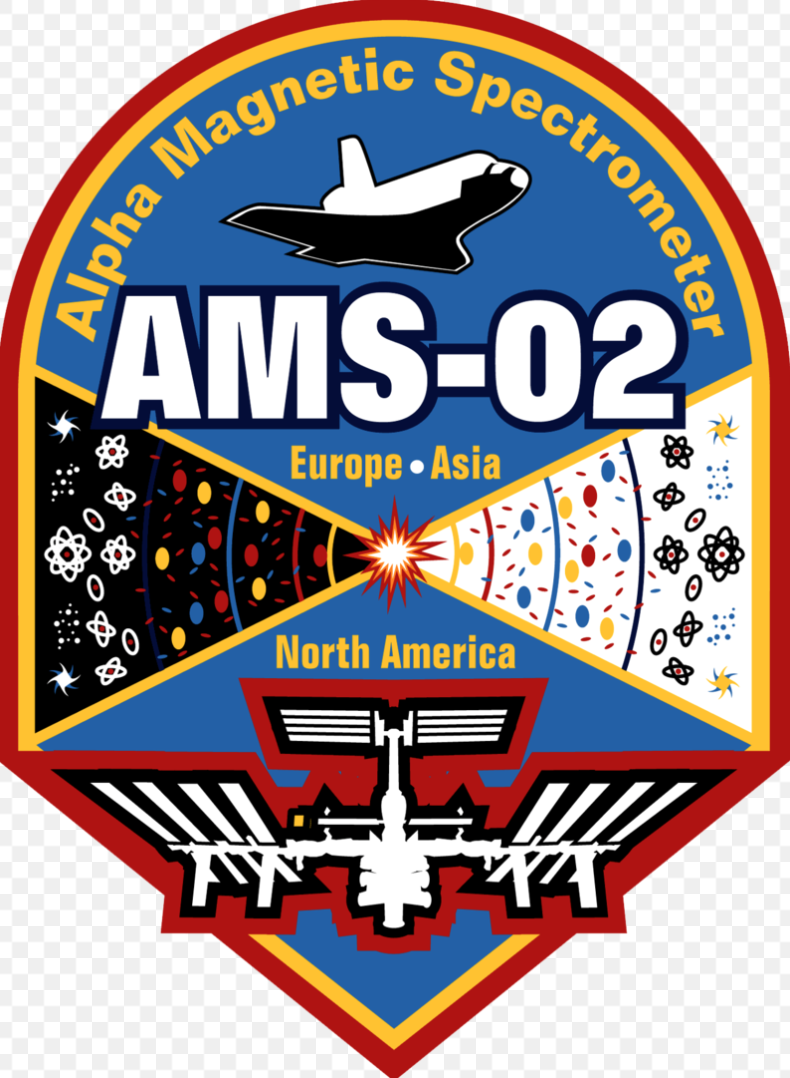 Alpha Magnetic Spectrometer
AMS-02
Europe • Asia
North America